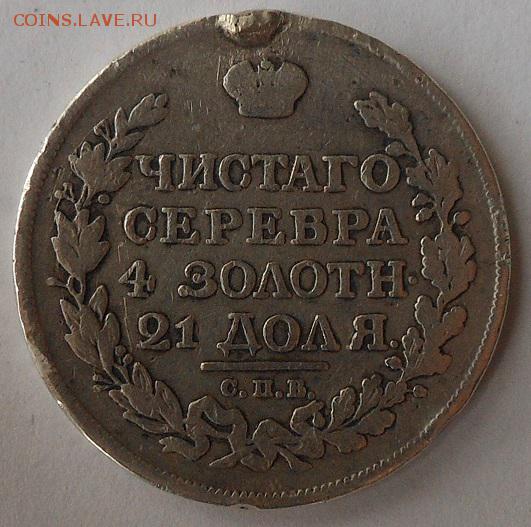 COINS.LAVE.RU
ЧИСТАГО
СЕРЕБРА
4 ЗОЛОТН·
21 ДОЛЯ.
С.П.Б.